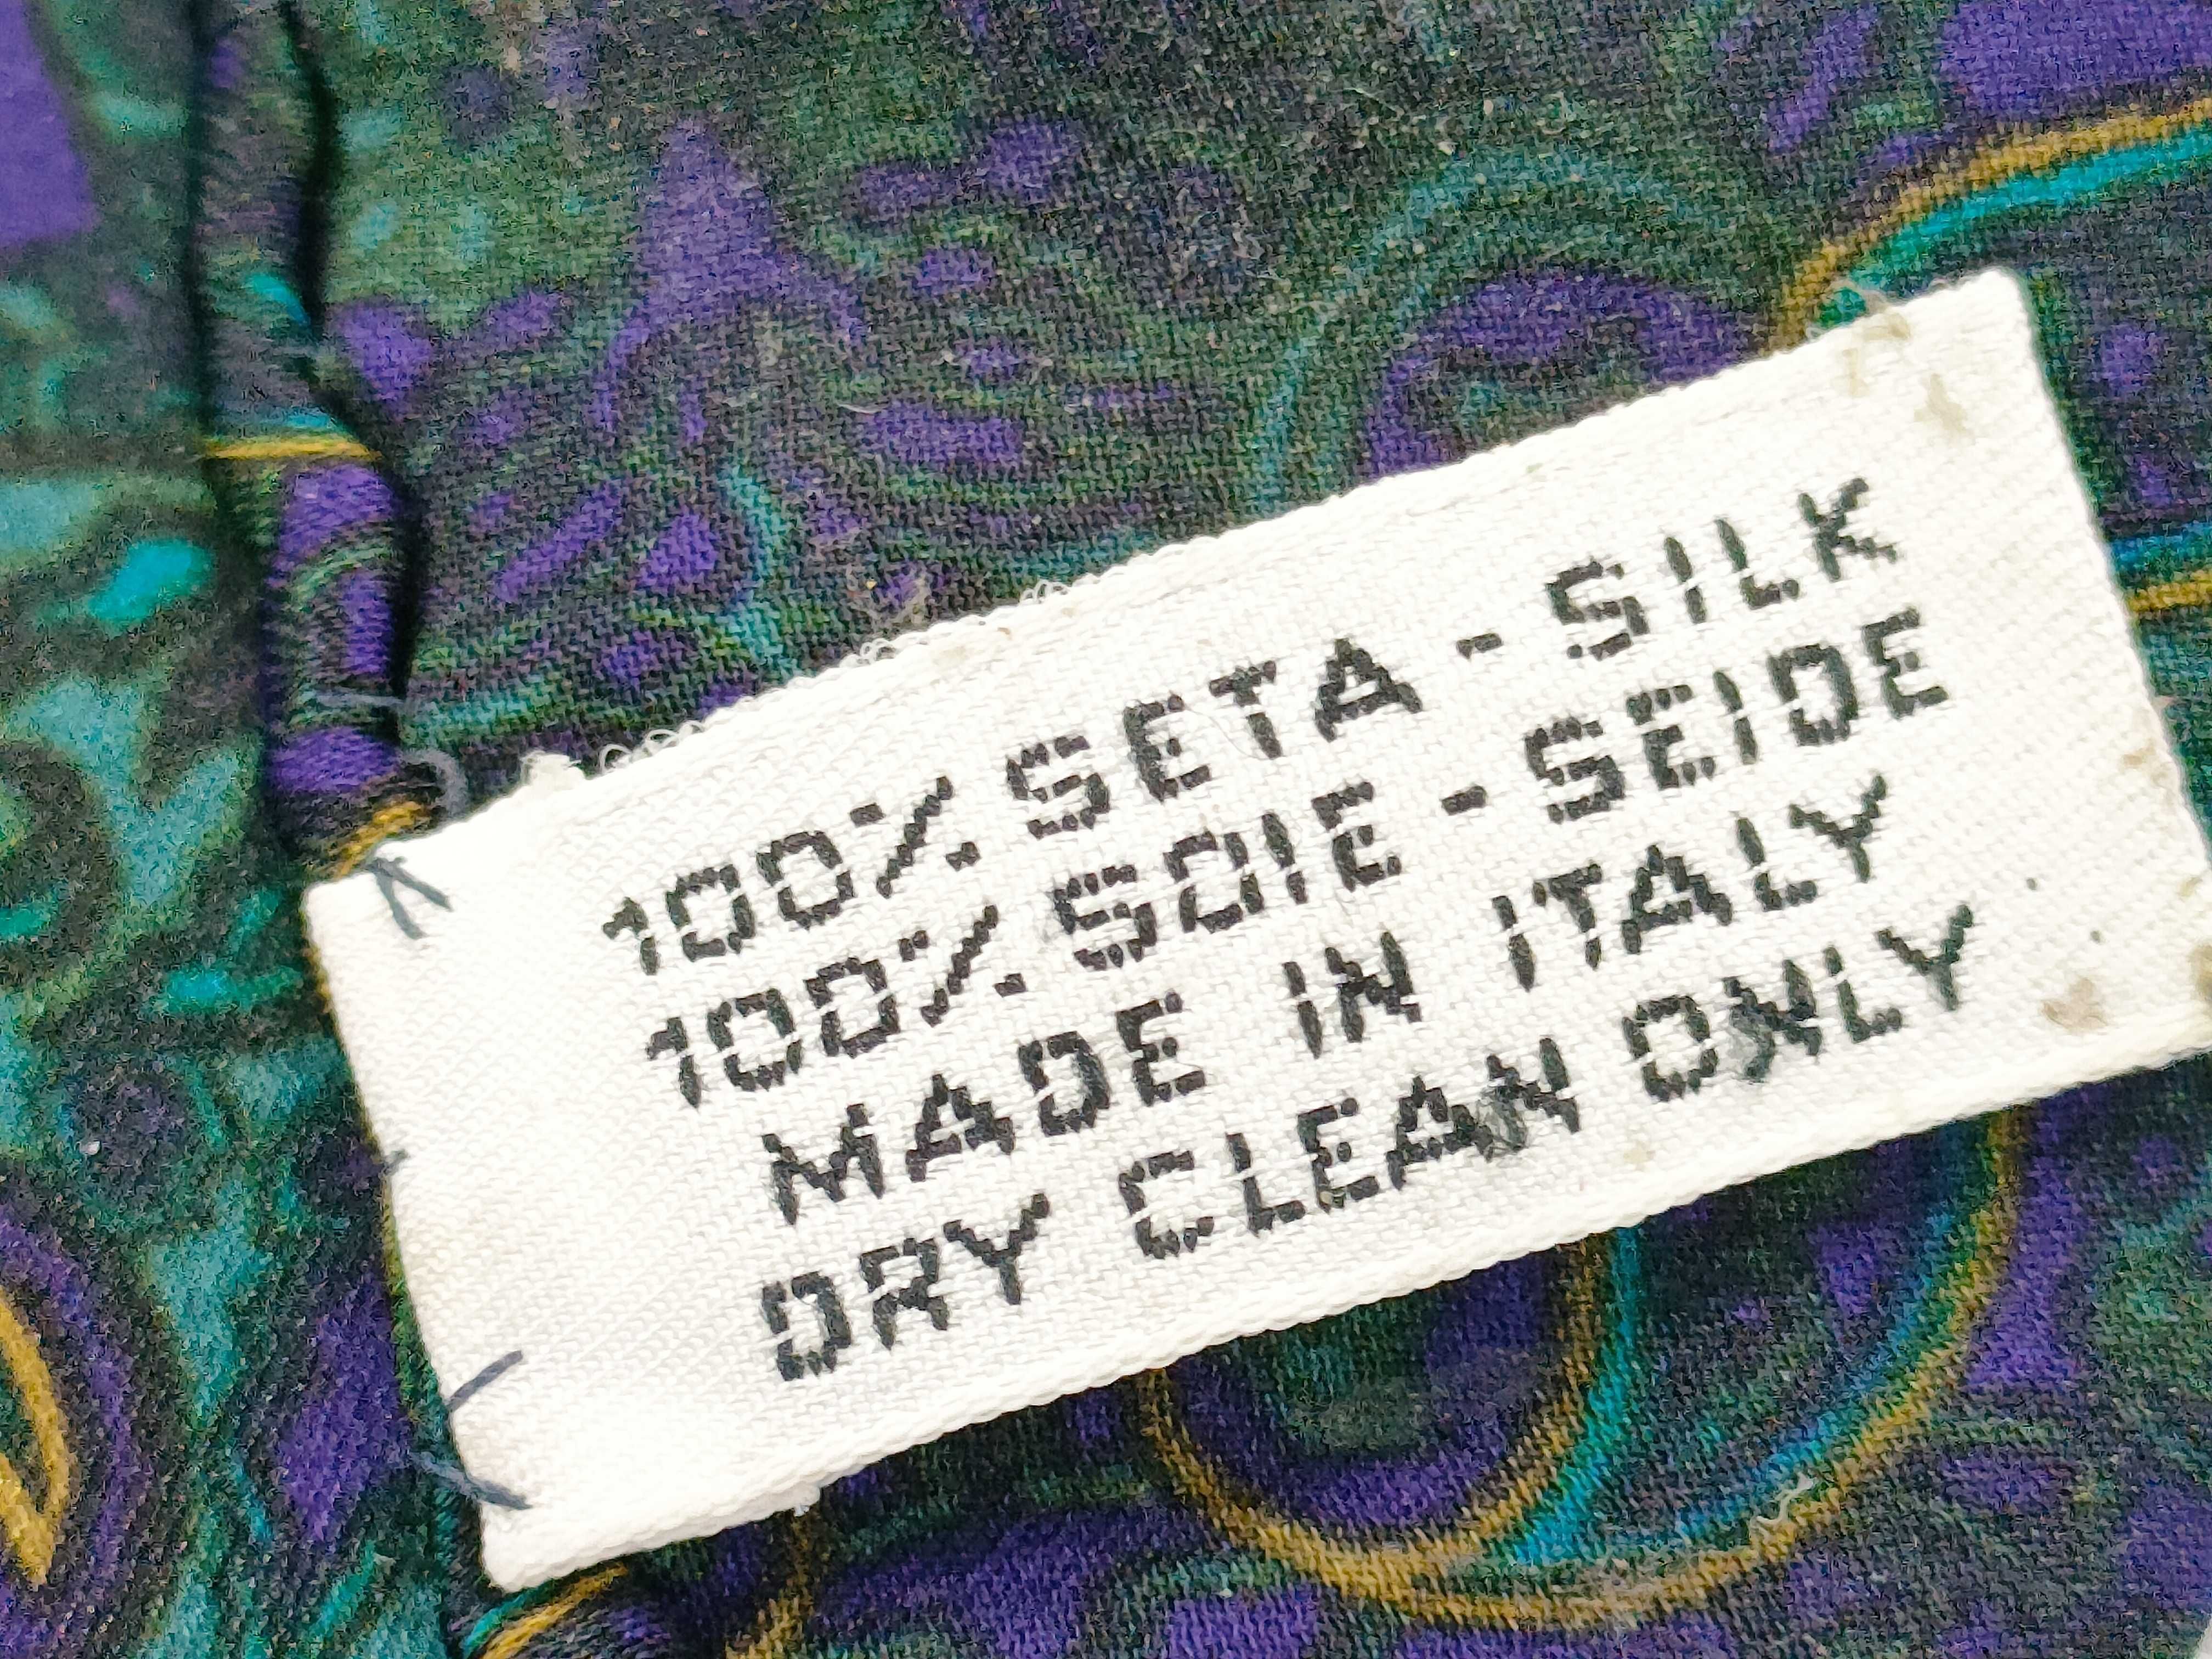 100% SETA - SILK
100% SOIE - SEIDE
MADE IN ITALY
DRY CLEAN ONLY